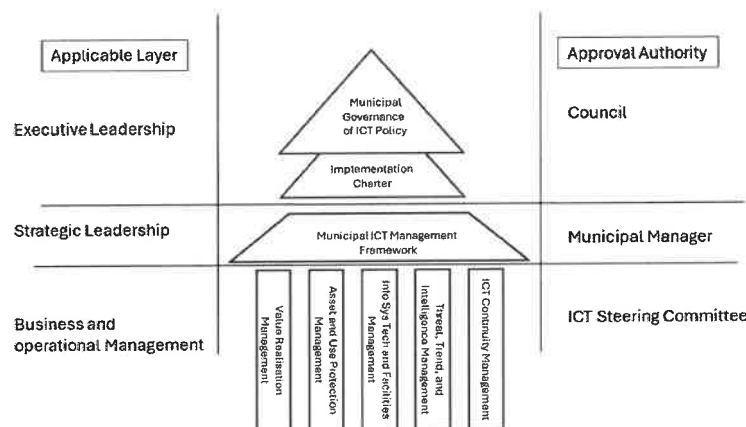 Applicable Layer
Approval Authority
Executive Leadership
Municipal
Governance
of ICT Policy
Council
Implementation
Charter
Strategic Leadership
Municipal ICT Management
Framework
Municipal Manager
Business and
operational Management
Value Realisation
Management
Asset and Use Protection
Management
Info Sys Tech and Facilities
Management
Threat, Trend, and
Intelligence Management
ICT Continuity Management
ICT Steering Committee